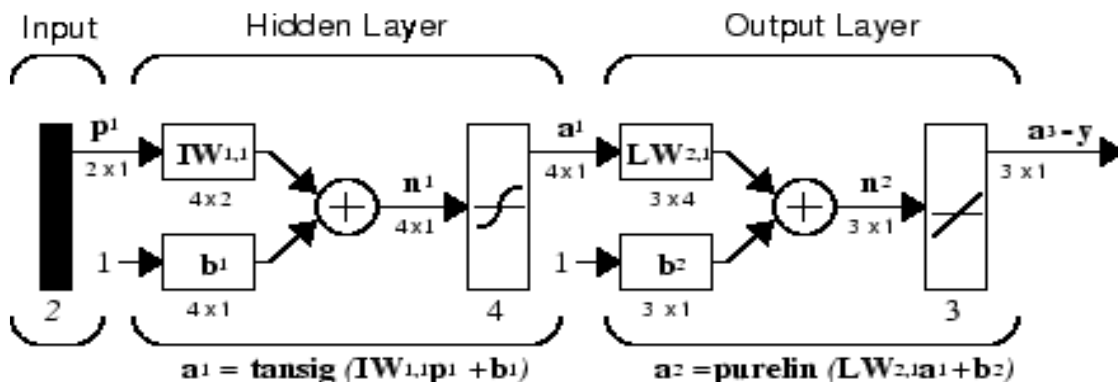 Input Hidden Layer Output Layer
p1 a1 a3-y
IW1,1 LW2,1
2 x 1 4 x 1 3 x 1
n1 n2
4 x 2 3 x 4
4 x 1 3 x 1
1 b1 1 b2
2 4 x 1 4 3 x 1 3
a1 = tansig (IW1,1p1 +b1) a2 =purelin (LW2,1a1+b2)